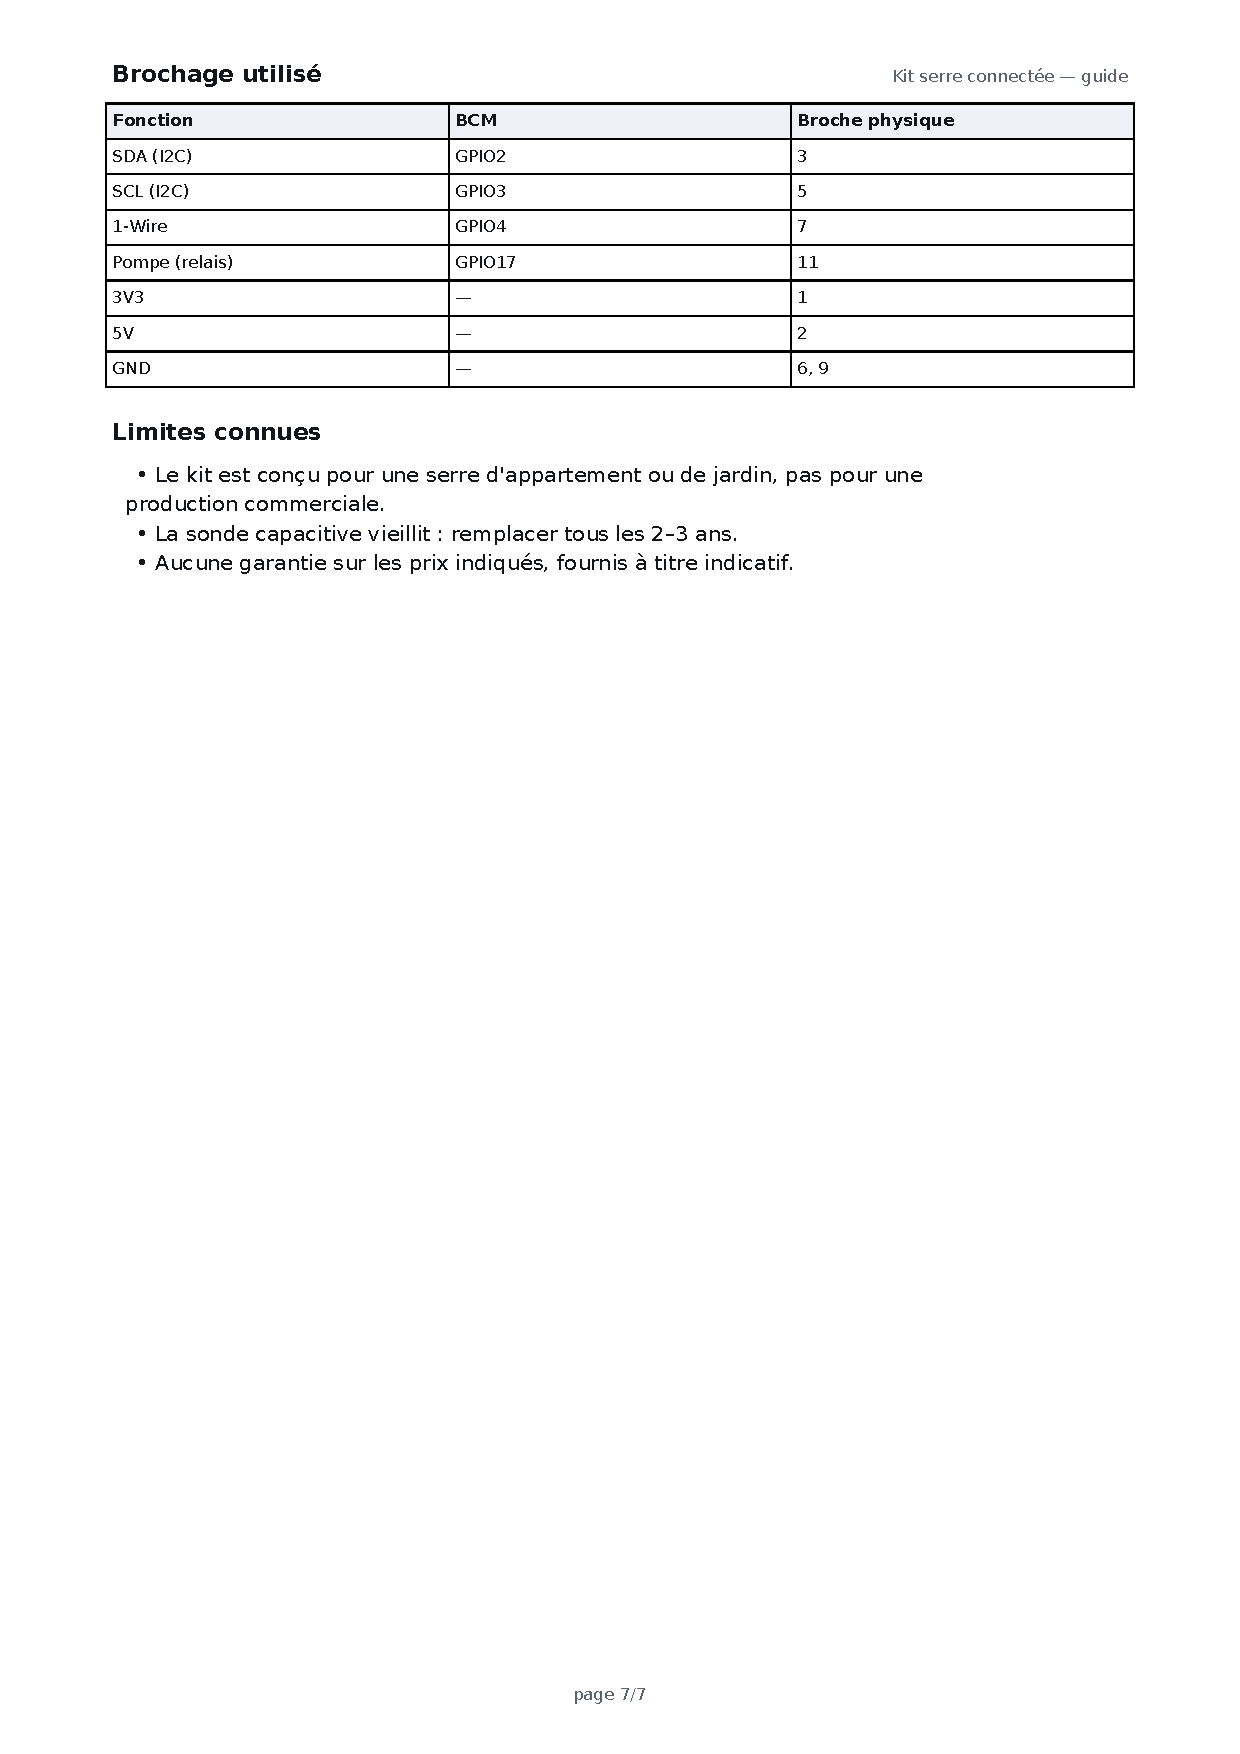 Brochage utilisé
Kit serre connectée — guide
Fonction BCM Broche physique
SDA (I2C) GPIO2 3
SCL (I2C) GPIO3 5
1-Wire GPIO4 7
Pompe (relais) GPIO17 11
3V3 — 1
5V — 2
GND — 6, 9
Limites connues
• Le kit est conçu pour une serre d'appartement ou de jardin, pas pour une
production commerciale.
• La sonde capacitive vieillit : remplacer tous les 2–3 ans.
• Aucune garantie sur les prix indiqués, fournis à titre indicatif.
page 7/7